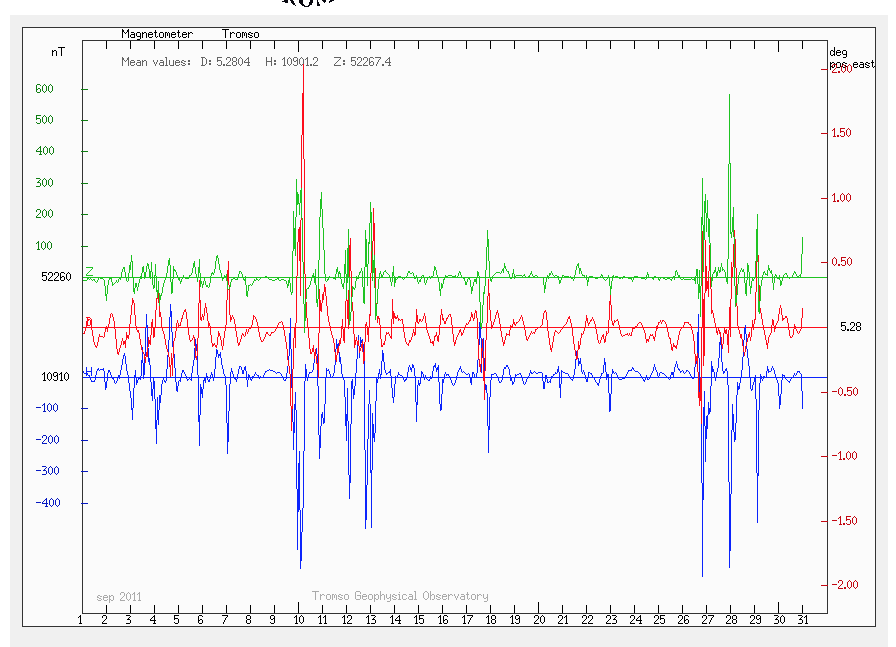 Magnetometer Tromso
nT
deg
pos east
Mean values: D: 5.2804 H: 10901.2 Z: 52267.4
2.00
600
500
1.50
400
300
1.00
200
100
0.50
Z
52260
5.28
H
10910
-0.50
-100
-200
-1.00
-300
-400
-1.50
-2.00
sep 2011
Tromso Geophysical Observatory
1 2 3 4 5 6 7 8 9 10 11 12 13 14 15 16 17 18 19 20 21 22 23 24 25 26 27 28 29 30 31